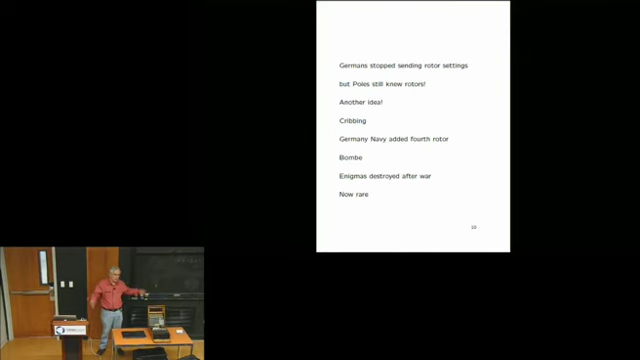 Germans stopped sending rotor settings
but Poles still knew rotors!
Another idea!
Cribbing
Germany Navy added fourth rotor
Bombe
Enigmas destroyed after war
Now rare
10